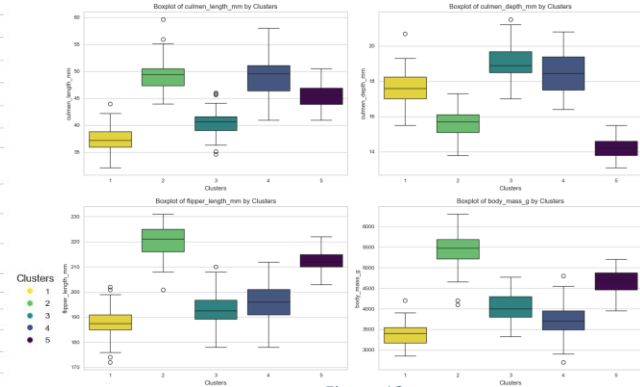 Boxplot of culmen_length_mm by Clusters
culmen_length_mm
60
55
50
45
40
35
1 2 3 4 5
Clusters
Boxplot of culmen_depth_mm by Clusters
culmen_depth_mm
20
18
16
14
1 2 3 4 5
Clusters
Boxplot of flipper_length_mm by Clusters
flipper_length_mm
230
220
210
200
190
180
170
1 2 3 4 5
Clusters
Boxplot of body_mass_g by Clusters
body_mass_g
6000
5500
5000
4500
4000
3500
3000
1 2 3 4 5
Clusters
Clusters
1
2
3
4
5